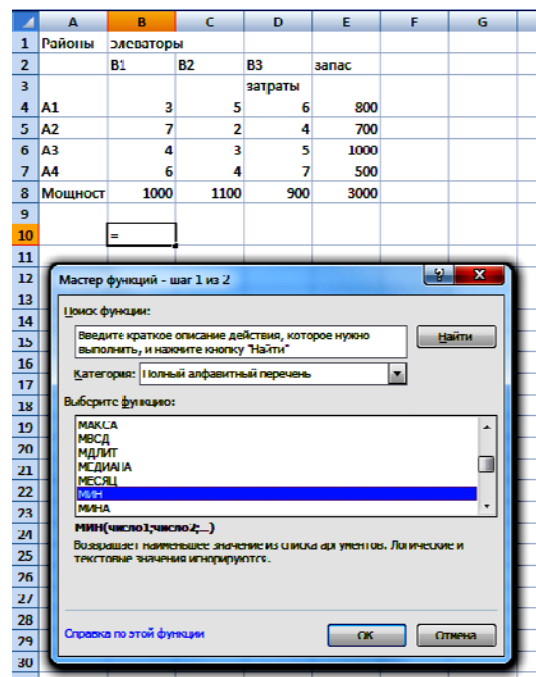 A B C D E F G
1 Районы элеваторы
2 B1 B2 B3 запас
3 затраты
4 A1 3 5 6 800
5 A2 7 2 4 700
6 A3 4 3 5 1000
7 A4 6 4 7 500
8 Мощност 1000 1100 900 3000
9
10 =
11
12 Мастер функций - шаг 1 из 2
13
14 Поиск функции:
15 Введите краткое описание действия, которое нужно Найти
выполнить, и нажмите кнопку "Найти"
16
17 Категория: Полный алфавитный перечень
18 Выберите функцию:
19 МАКСА
МВСД
20 МДЛИТ
21 МЕДИАНА
22 МЕСЯЦ
МИН
23 МИНА
24 МИН(число1;число2;...)
25 Возвращает наименьшее значение из списка аргументов. Логические и
текстовые значения игнорируются.
26
27
28
29 Справка по этой функции ОК Отмена
30